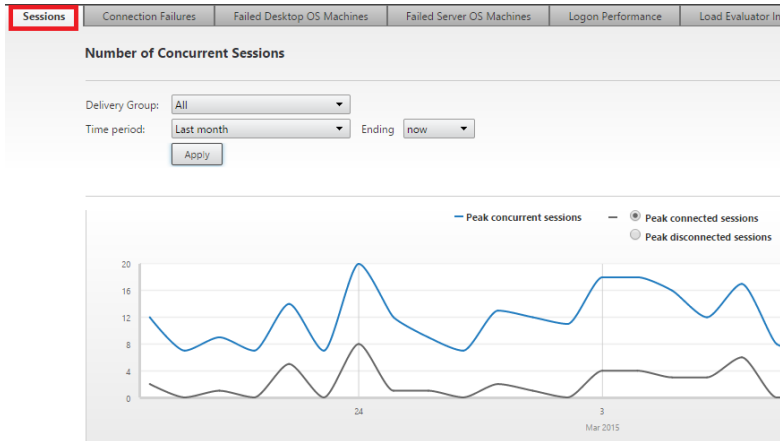 Sessions Connection Failures Failed Desktop OS Machines Failed Server OS Machines Logon Performance Load Evaluator In
Number of Concurrent Sessions
Delivery Group: All
Time period: Last month Ending now
Apply
Peak concurrent sessions Peak connected sessions
Peak disconnected sessions
20
16
12
8
4
0
24 3
Mar 2015